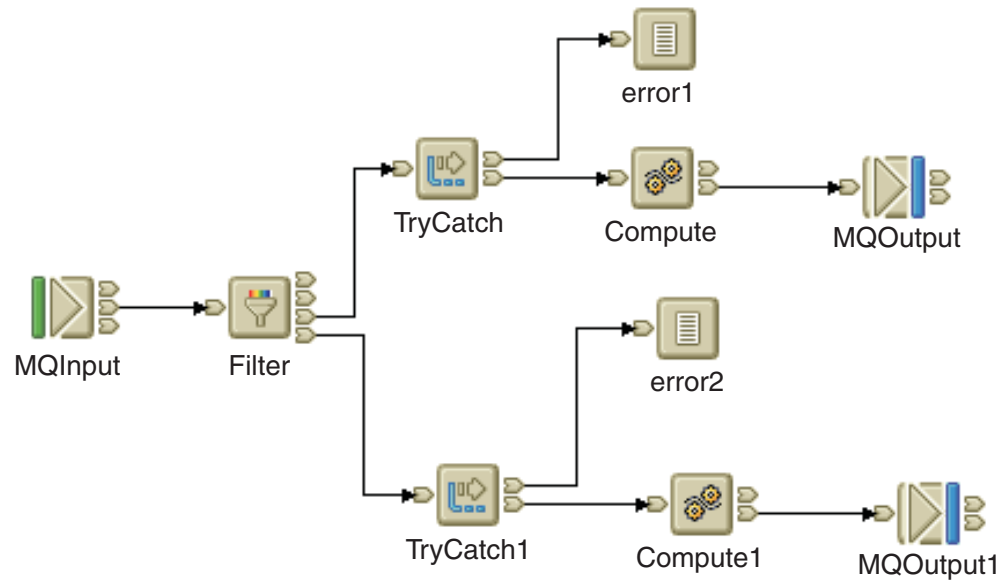 error1
TryCatch
Compute
MQOutput
MQInput
Filter
error2
TryCatch1
Compute1
MQOutput1